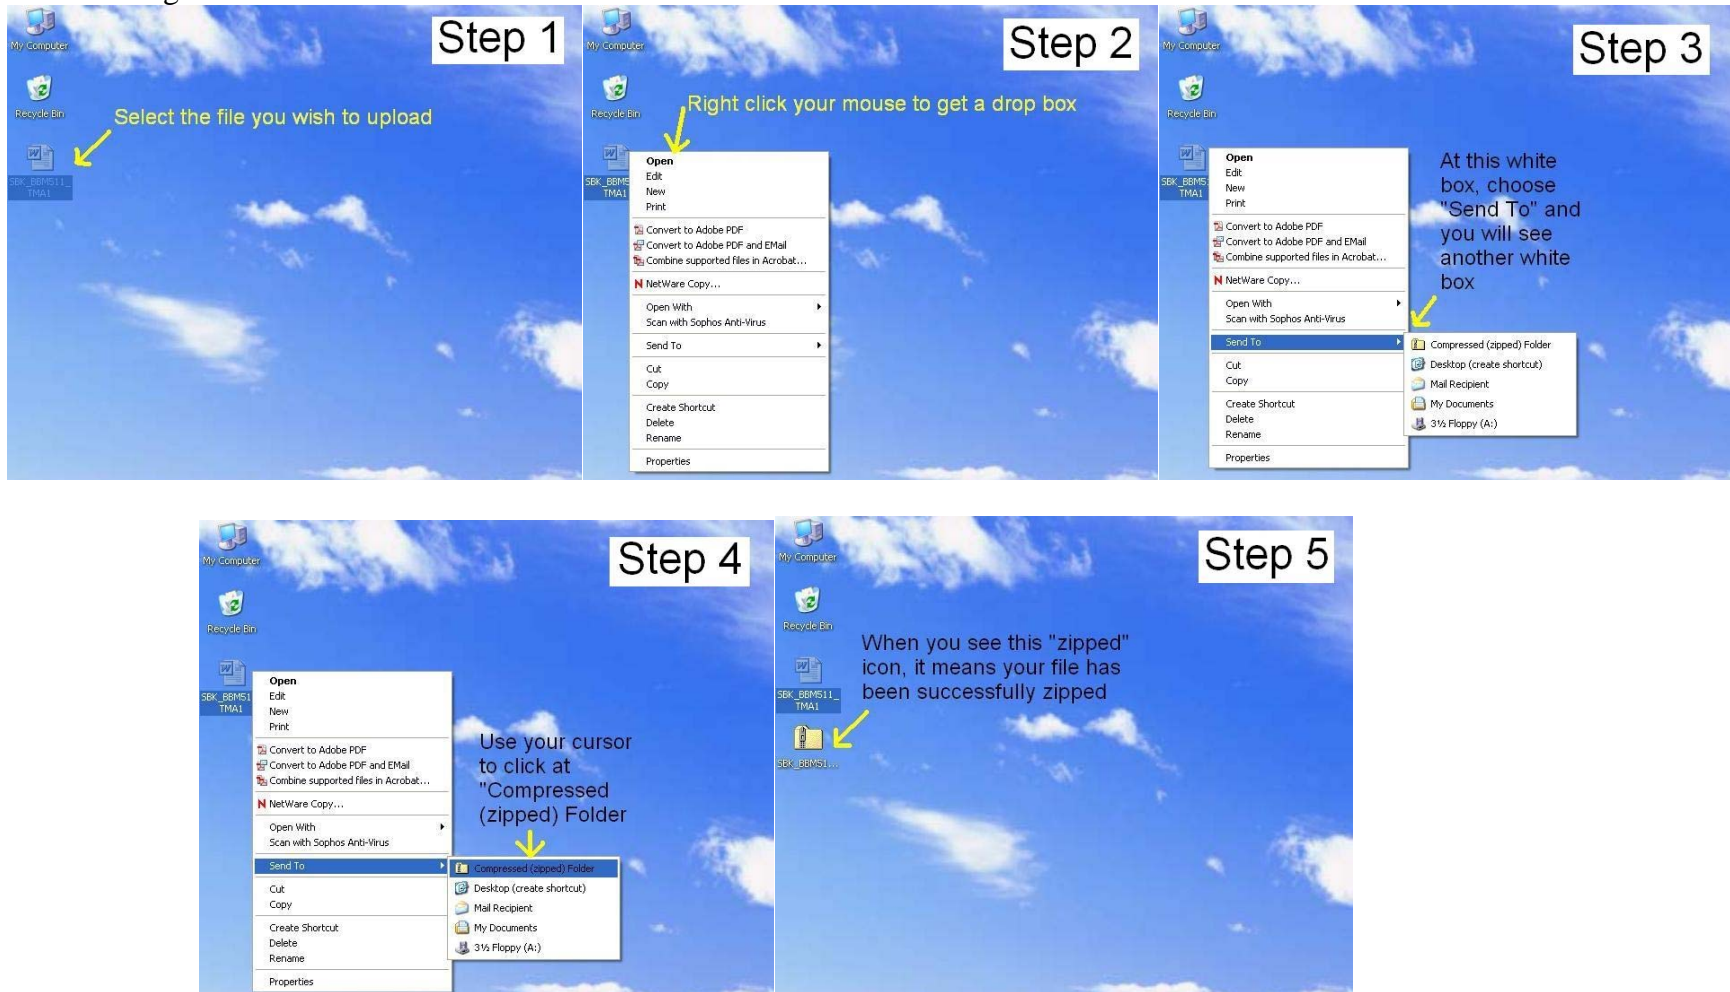 My Computer
Step 1
Recycle Bin
Select the file you wish to upload
SBK_BBM511_
TMA1
My Computer
Step 2
Recycle Bin
Right click your mouse to get a drop box
SBK_BBM5
TMA1
Open
Edit
New
Print
Convert to Adobe PDF
Convert to Adobe PDF and EMail
Combine supported files in Acrobat...
NetWare Copy...
Open With
Scan with Sophos Anti-Virus
Send To
Cut
Copy
Create Shortcut
Delete
Rename
Properties
My Computer
Step 3
Recycle Bin
SBK_BBM5
TMA1
Open
Edit
New
Print
Convert to Adobe PDF
Convert to Adobe PDF and EMail
Combine supported files in Acrobat...
NetWare Copy...
Open With
Scan with Sophos Anti-Virus
Send To
Cut
Copy
Create Shortcut
Delete
Rename
Properties
At this white
box, choose
"Send To" and
you will see
another white
box
Compressed (zipped) Folder
Desktop (create shortcut)
Mail Recipient
My Documents
3½ Floppy (A:)
My Computer
Step 4
Recycle Bin
SBK_BBM51
TMA1
Open
Edit
New
Print
Convert to Adobe PDF
Convert to Adobe PDF and EMail
Combine supported files in Acrobat...
NetWare Copy...
Open With
Scan with Sophos Anti-Virus
Send To
Cut
Copy
Create Shortcut
Delete
Rename
Properties
Use your cursor
to click at
"Compressed
(zipped) Folder
Compressed (zipped) Folder
Desktop (create shortcut)
Mail Recipient
My Documents
3½ Floppy (A:)
My Computer
Step 5
Recycle Bin
When you see this "zipped"
icon, it means your file has
been successfully zipped
SBK_BBM511_
TMA1
SBK_BBM51...